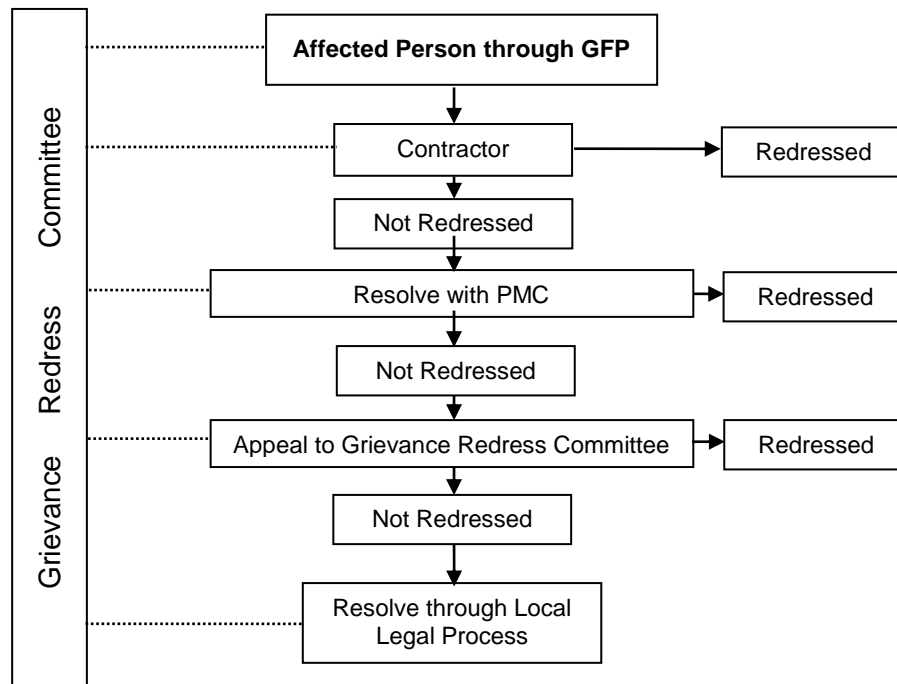 Affected Person through GFP
Contractor
Redressed
Not Redressed
Resolve with PMC
Redressed
Not Redressed
Appeal to Grievance Redress Committee
Redressed
Not Redressed
Resolve through Local
Legal Process
Grievance Redress Committee